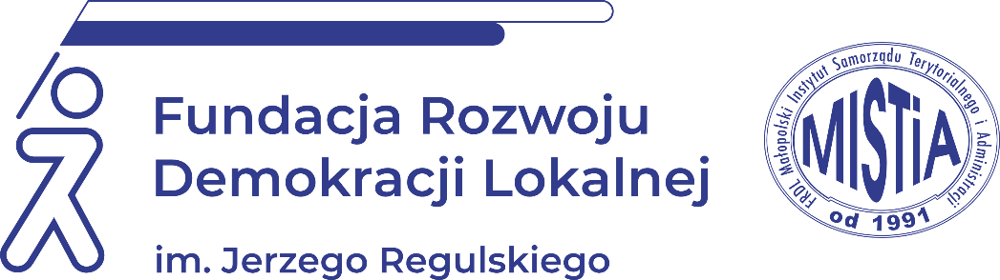 Fundacja Rozwoju
Demokracji Lokalnej
im. Jerzego Regulskiego
FRDL Małopolski Instytut Samorządu Terytorialnego i Administracji
MISTiA
od 1991